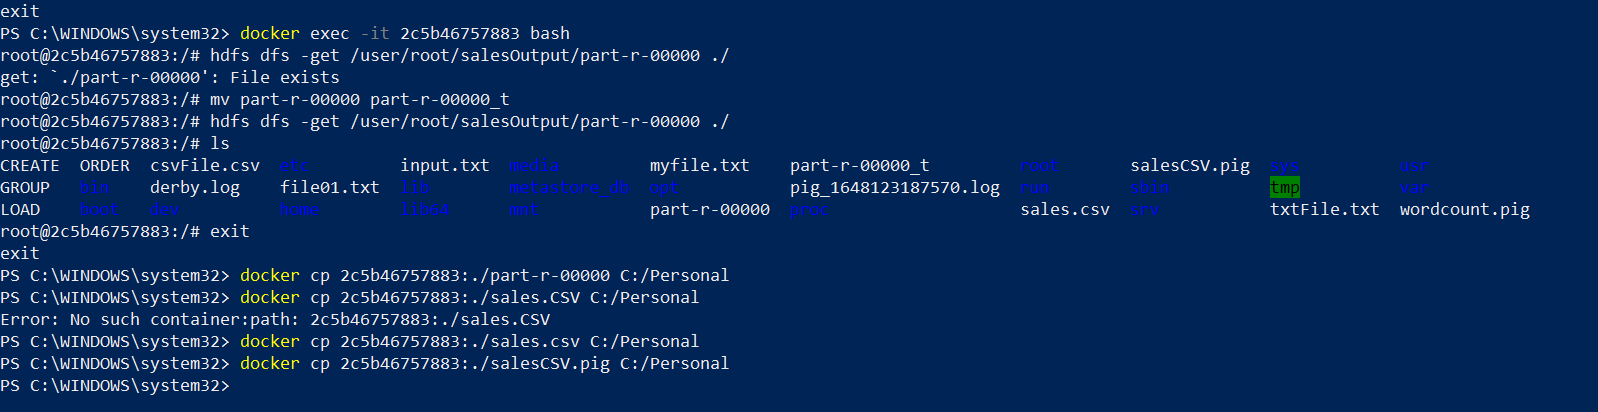 exit
PS C:\WINDOWS\system32> docker exec -it 2c5b46757883 bash
root@2c5b46757883:/# hdfs dfs -get /user/root/salesOutput/part-r-00000 ./
get: `./part-r-00000': File exists
root@2c5b46757883:/# mv part-r-00000 part-r-00000_t
root@2c5b46757883:/# hdfs dfs -get /user/root/salesOutput/part-r-00000 ./
root@2c5b46757883:/# ls
CREATE  ORDER  csvFile.csv  etc         input.txt  media         myfile.txt    part-r-00000_t         root       salesCSV.pig  sys          usr
GROUP   bin    derby.log    file01.txt  lib        metastore_db  opt           pig_1648123187570.log  run        sbin          tmp          var
LOAD    boot   dev          home        lib64      mnt           part-r-00000  proc                   sales.csv  srv           txtFile.txt  wordcount.pig
root@2c5b46757883:/# exit
exit
PS C:\WINDOWS\system32> docker cp 2c5b46757883:./part-r-00000 C:/Personal
PS C:\WINDOWS\system32> docker cp 2c5b46757883:./sales.CSV C:/Personal
Error: No such container:path: 2c5b46757883:./sales.CSV
PS C:\WINDOWS\system32> docker cp 2c5b46757883:./sales.csv C:/Personal
PS C:\WINDOWS\system32> docker cp 2c5b46757883:./salesCSV.pig C:/Personal
PS C:\WINDOWS\system32>